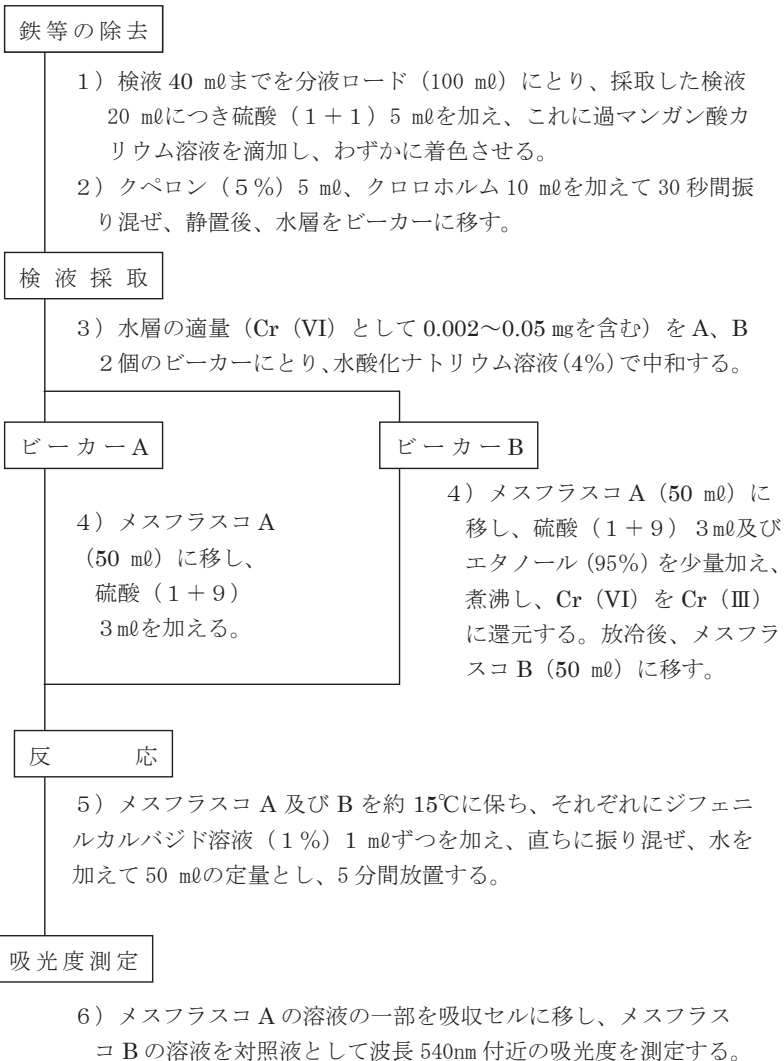 鉄等の除去
1）検液 40 mℓまでを分液ロード（100 mℓ）にとり、採取した検液
20 mℓにつき硫酸（１＋１）5 mℓを加え、これに過マンガン酸カ
リウム溶液を滴加し、わずかに着色させる。
2）クペロン（５％）5 mℓ、クロロホルム 10 mℓを加えて 30 秒間振
り混ぜ、静置後、水層をビーカーに移す。
検液採取
3）水層の適量（Cr（VI）として 0.002～0.05 ㎎を含む）を A、B
２個のビーカーにとり、水酸化ナトリウム溶液(4％)で中和する。
ビーカーA
ビーカーB
4）メスフラスコ A
（50 mℓ）に移し、
硫酸（１＋９）
３mℓを加える。
4）メスフラスコ A（50 mℓ）に
移し、硫酸（１＋９）３mℓ及び
エタノール(95％)を少量加え、
煮沸し、Cr（VI）を Cr（Ⅲ）
に還元する。放冷後、メスフラ
スコ B（50 mℓ）に移す。
反応
5）メスフラスコ A 及び B を約 15℃に保ち、それぞれにジフェニ
ルカルバジド溶液（１％）1 mℓずつを加え、直ちに振り混ぜ、水を
加えて 50 mℓの定量とし、5 分間放置する。
吸光度測定
6）メスフラスコ A の溶液の一部を吸収セルに移し、メスフラス
コ B の溶液を対照液として波長 540nm 付近の吸光度を測定する。